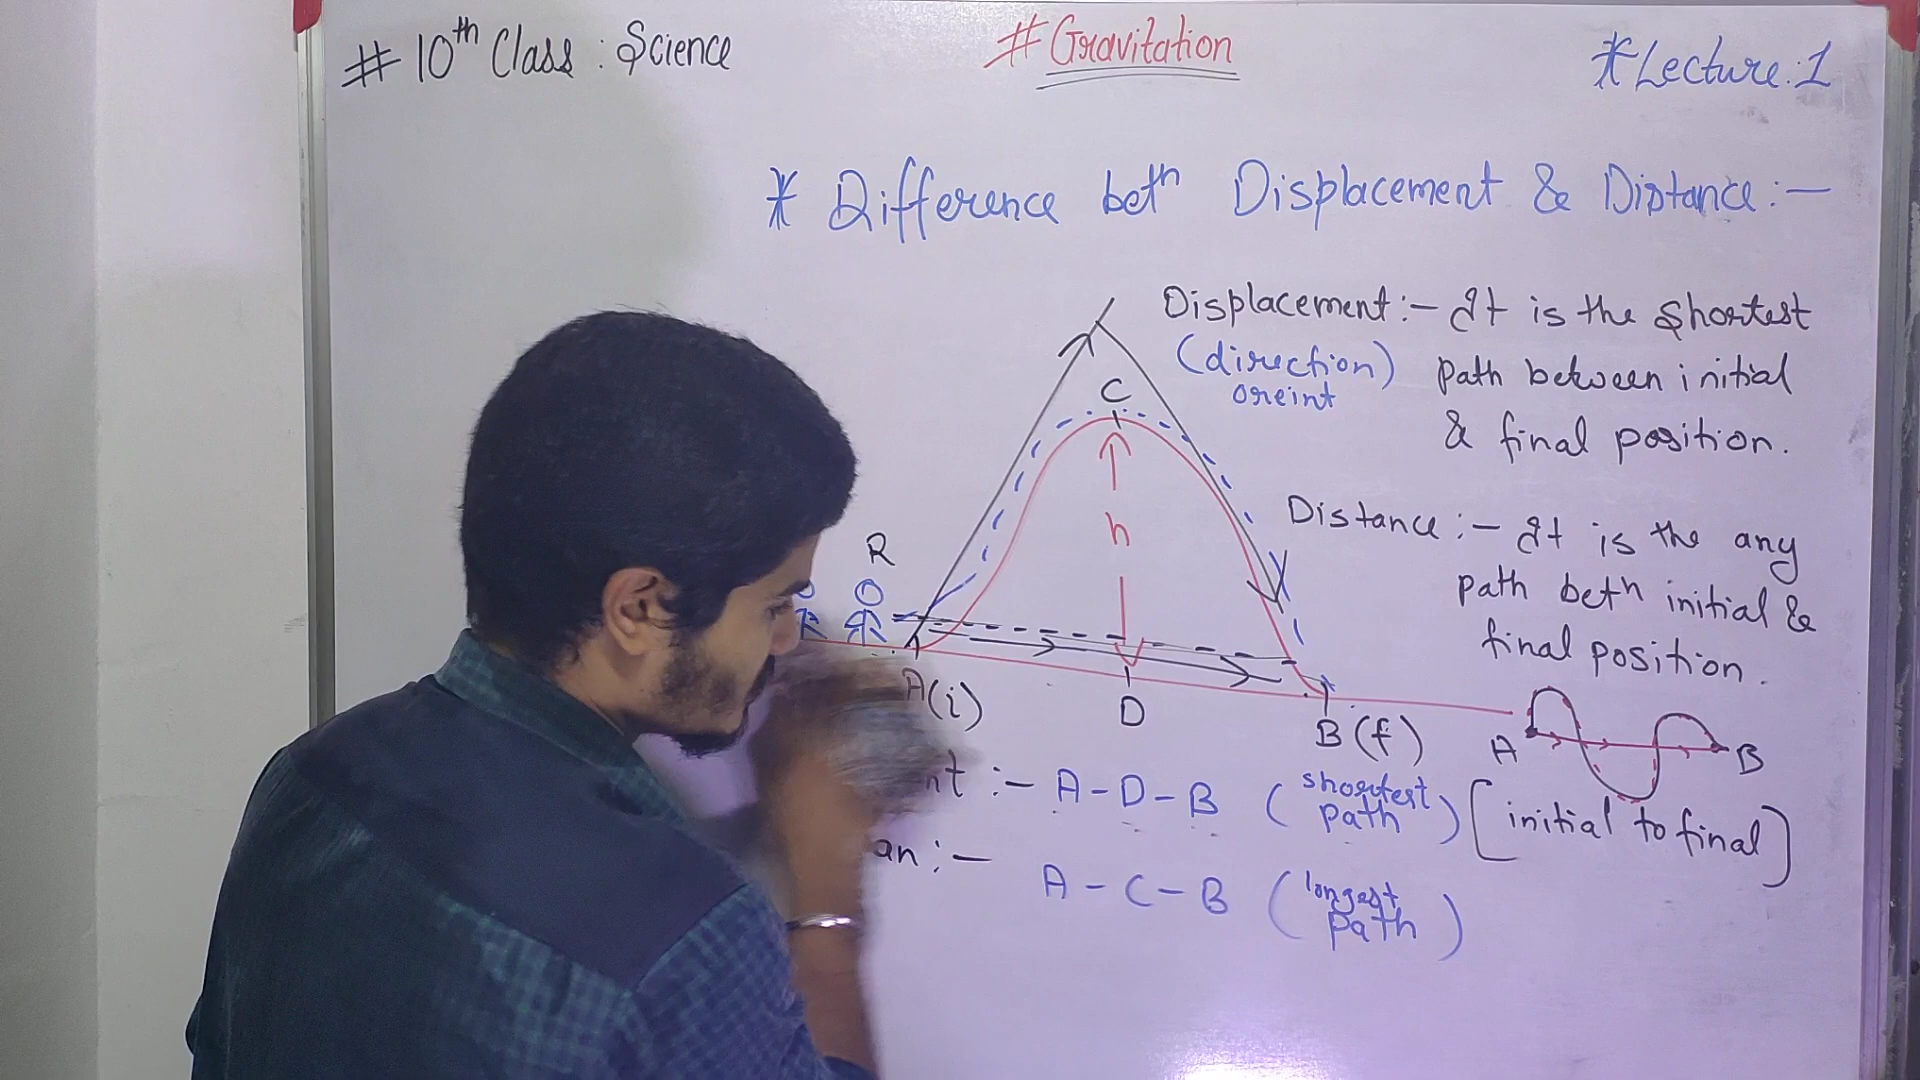 # 10th Class : Science
# Gravitation
* Lecture : 1
* Difference beth Displacement & Distance : —
Displacement : — It is the shortest
(direction) path between initial
oreint
& final position.
Distance : — It is the any
path beth initial &
final position.
R
C
h
A(i)
D
B (f)
A
B
nt : — A - D - B ( shortest path ) [ initial to final ]
an : —
A - C - B ( longest path )